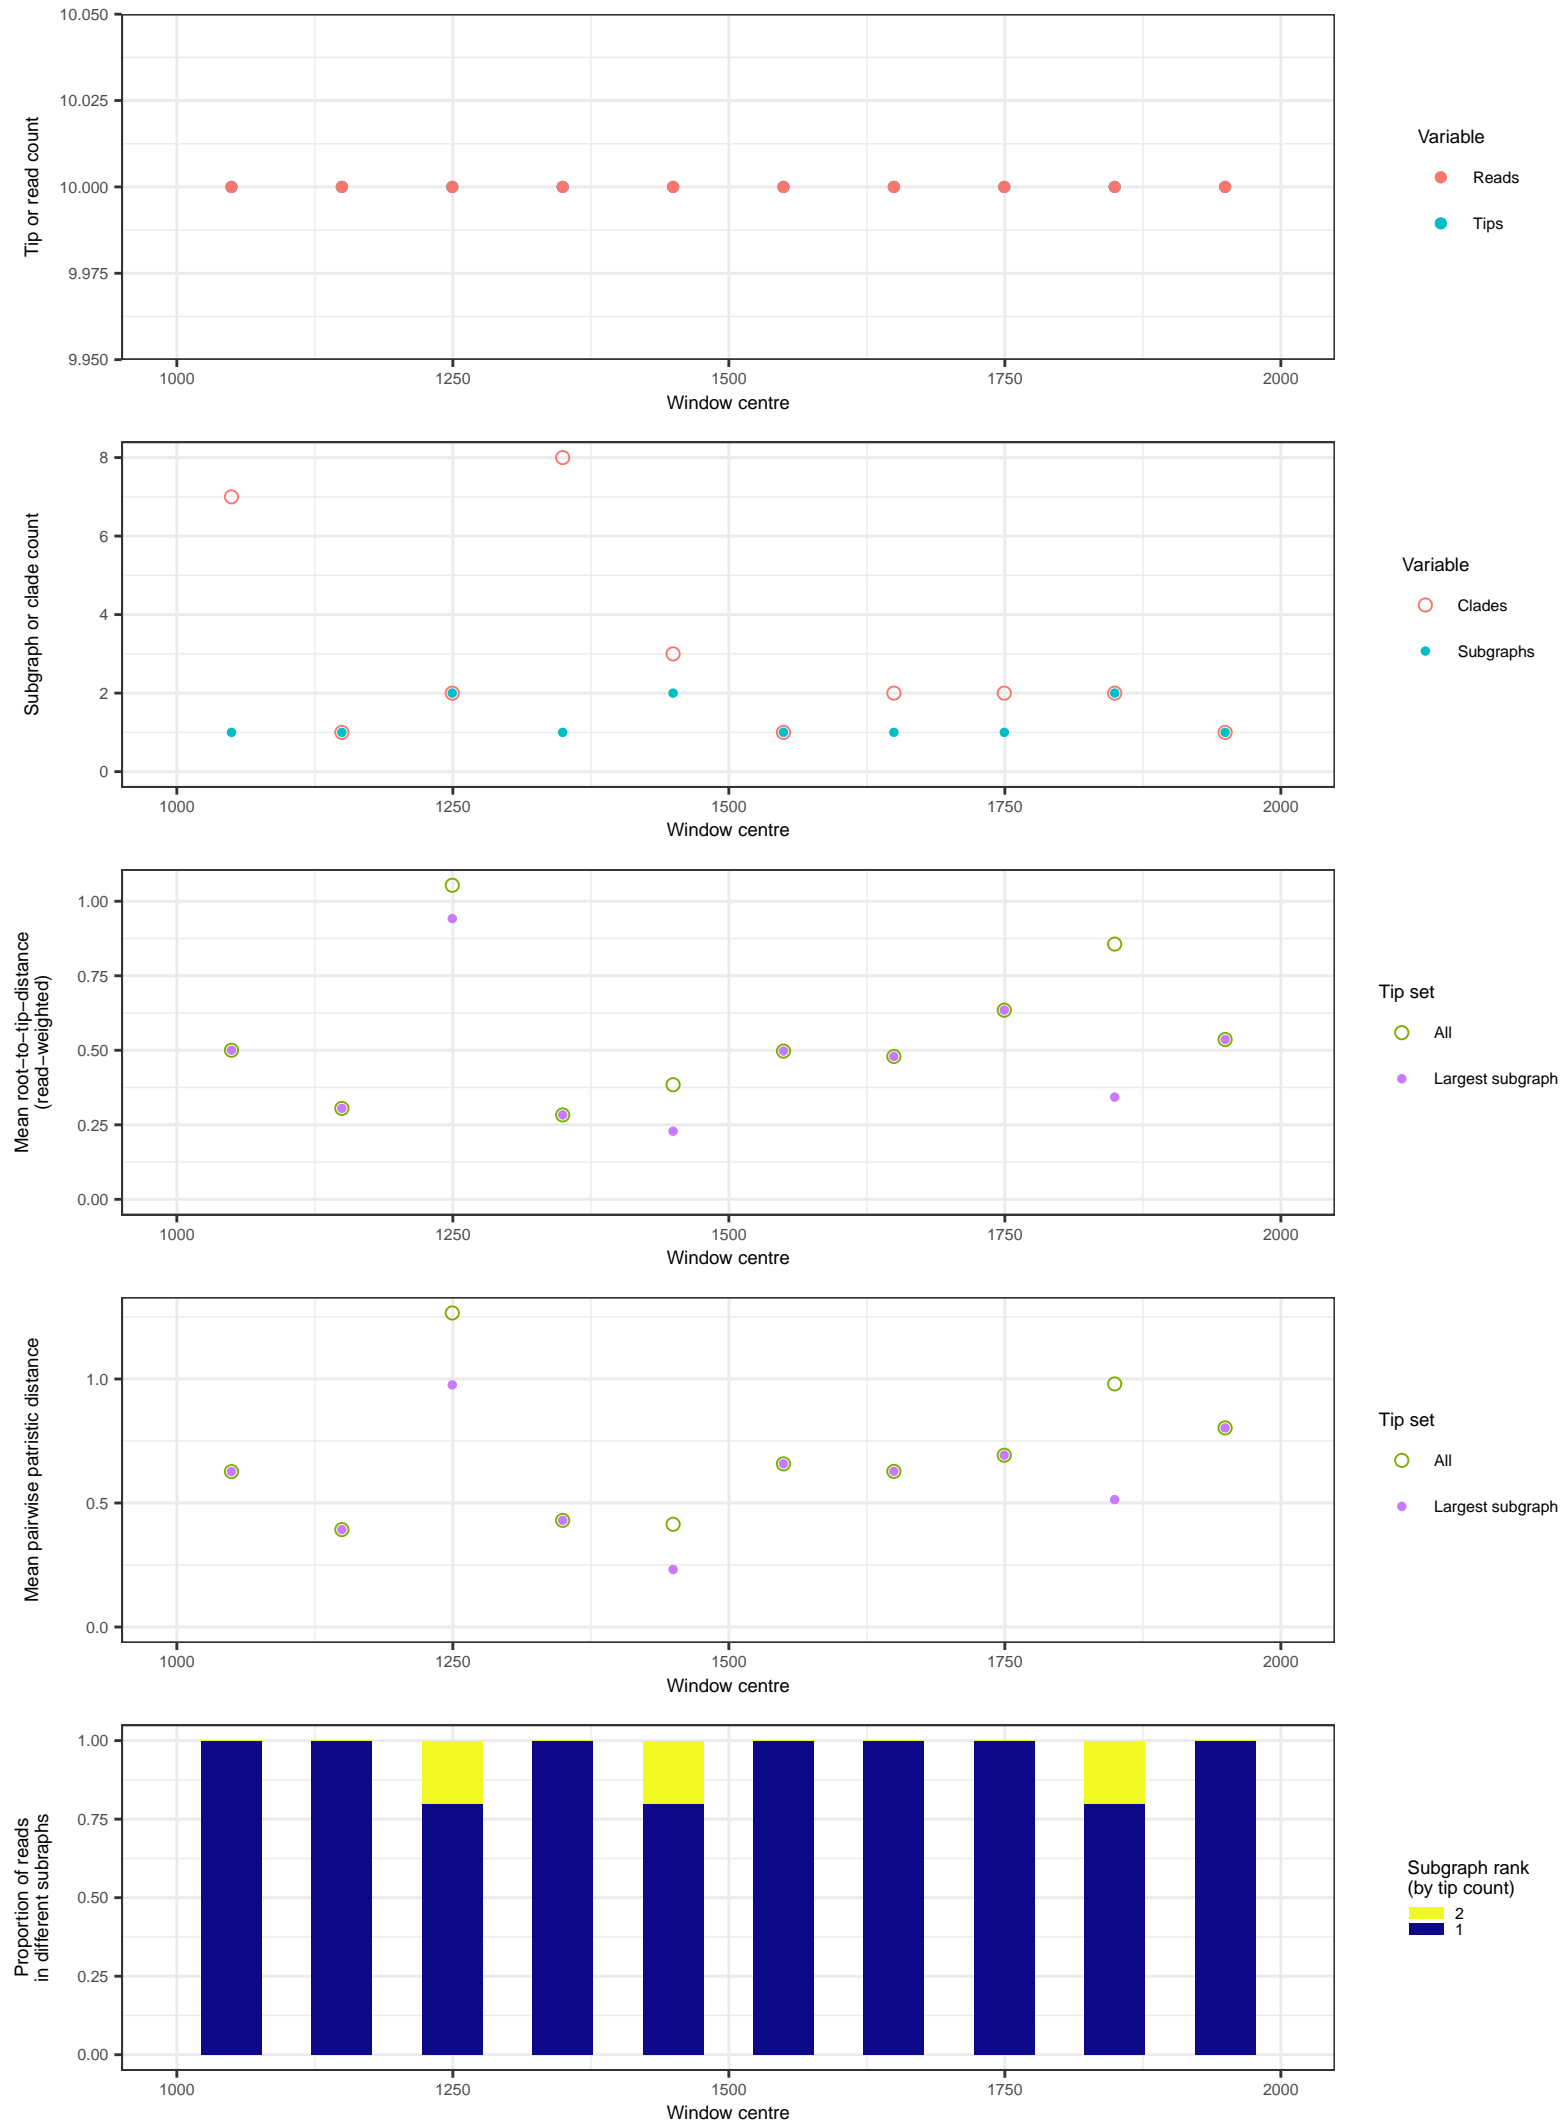 10.050
10.025
10.000
9.975
9.950
Tip or read count
1000 1250 1500 1750 2000
Window centre
Variable
Reads
Tips
8
6
4
2
0
Subgraph or clade count
1000 1250 1500 1750 2000
Window centre
Variable
Clades
Subgraphs
1.00
0.75
0.50
0.25
0.00
Mean root−to−tip−distance
(read−weighted)
1000 1250 1500 1750 2000
Window centre
Tip set
All
Largest subgraph
1.0
0.5
0.0
Mean pairwise patristic distance
1000 1250 1500 1750 2000
Window centre
Tip set
All
Largest subgraph
1.00
0.75
0.50
0.25
0.00
Proportion of reads
in different subraphs
1000 1250 1500 1750 2000
Window centre
Subgraph rank
(by tip count)
2
1